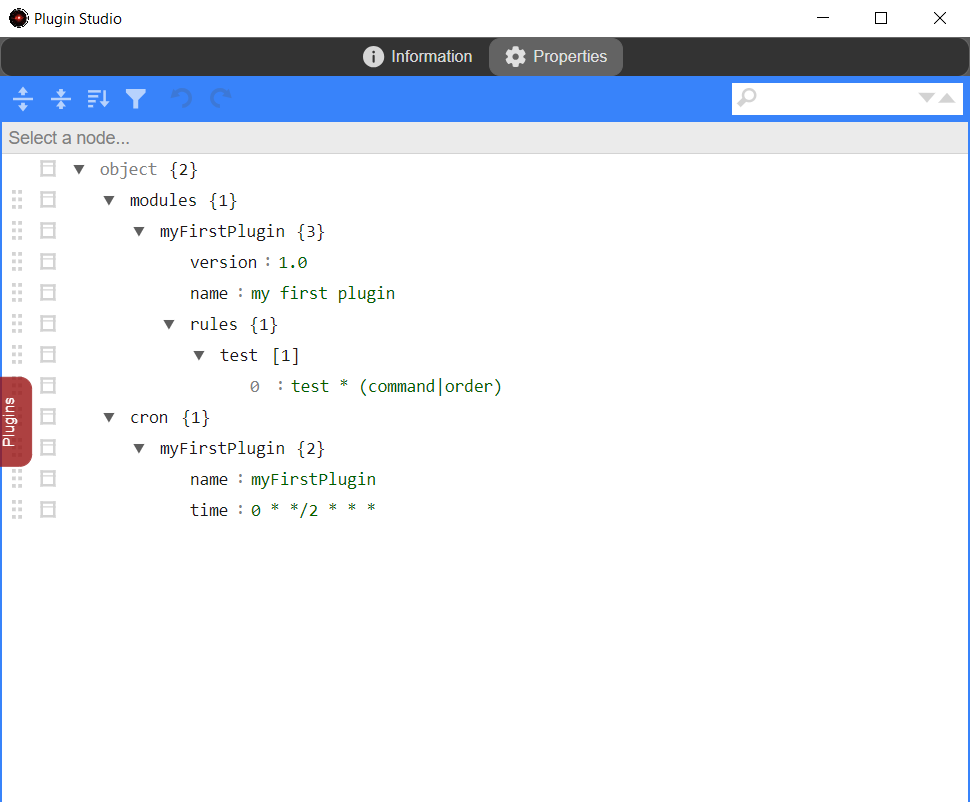 Plugin Studio
Information Properties
Select a node...
object {2}
modules {1}
myFirstPlugin {3}
version : 1.0
name : my first plugin
rules {1}
test [1]
0 : test * (command|order)
Plugins
cron {1}
myFirstPlugin {2}
name : myFirstPlugin
time : 0 * */2 * * *